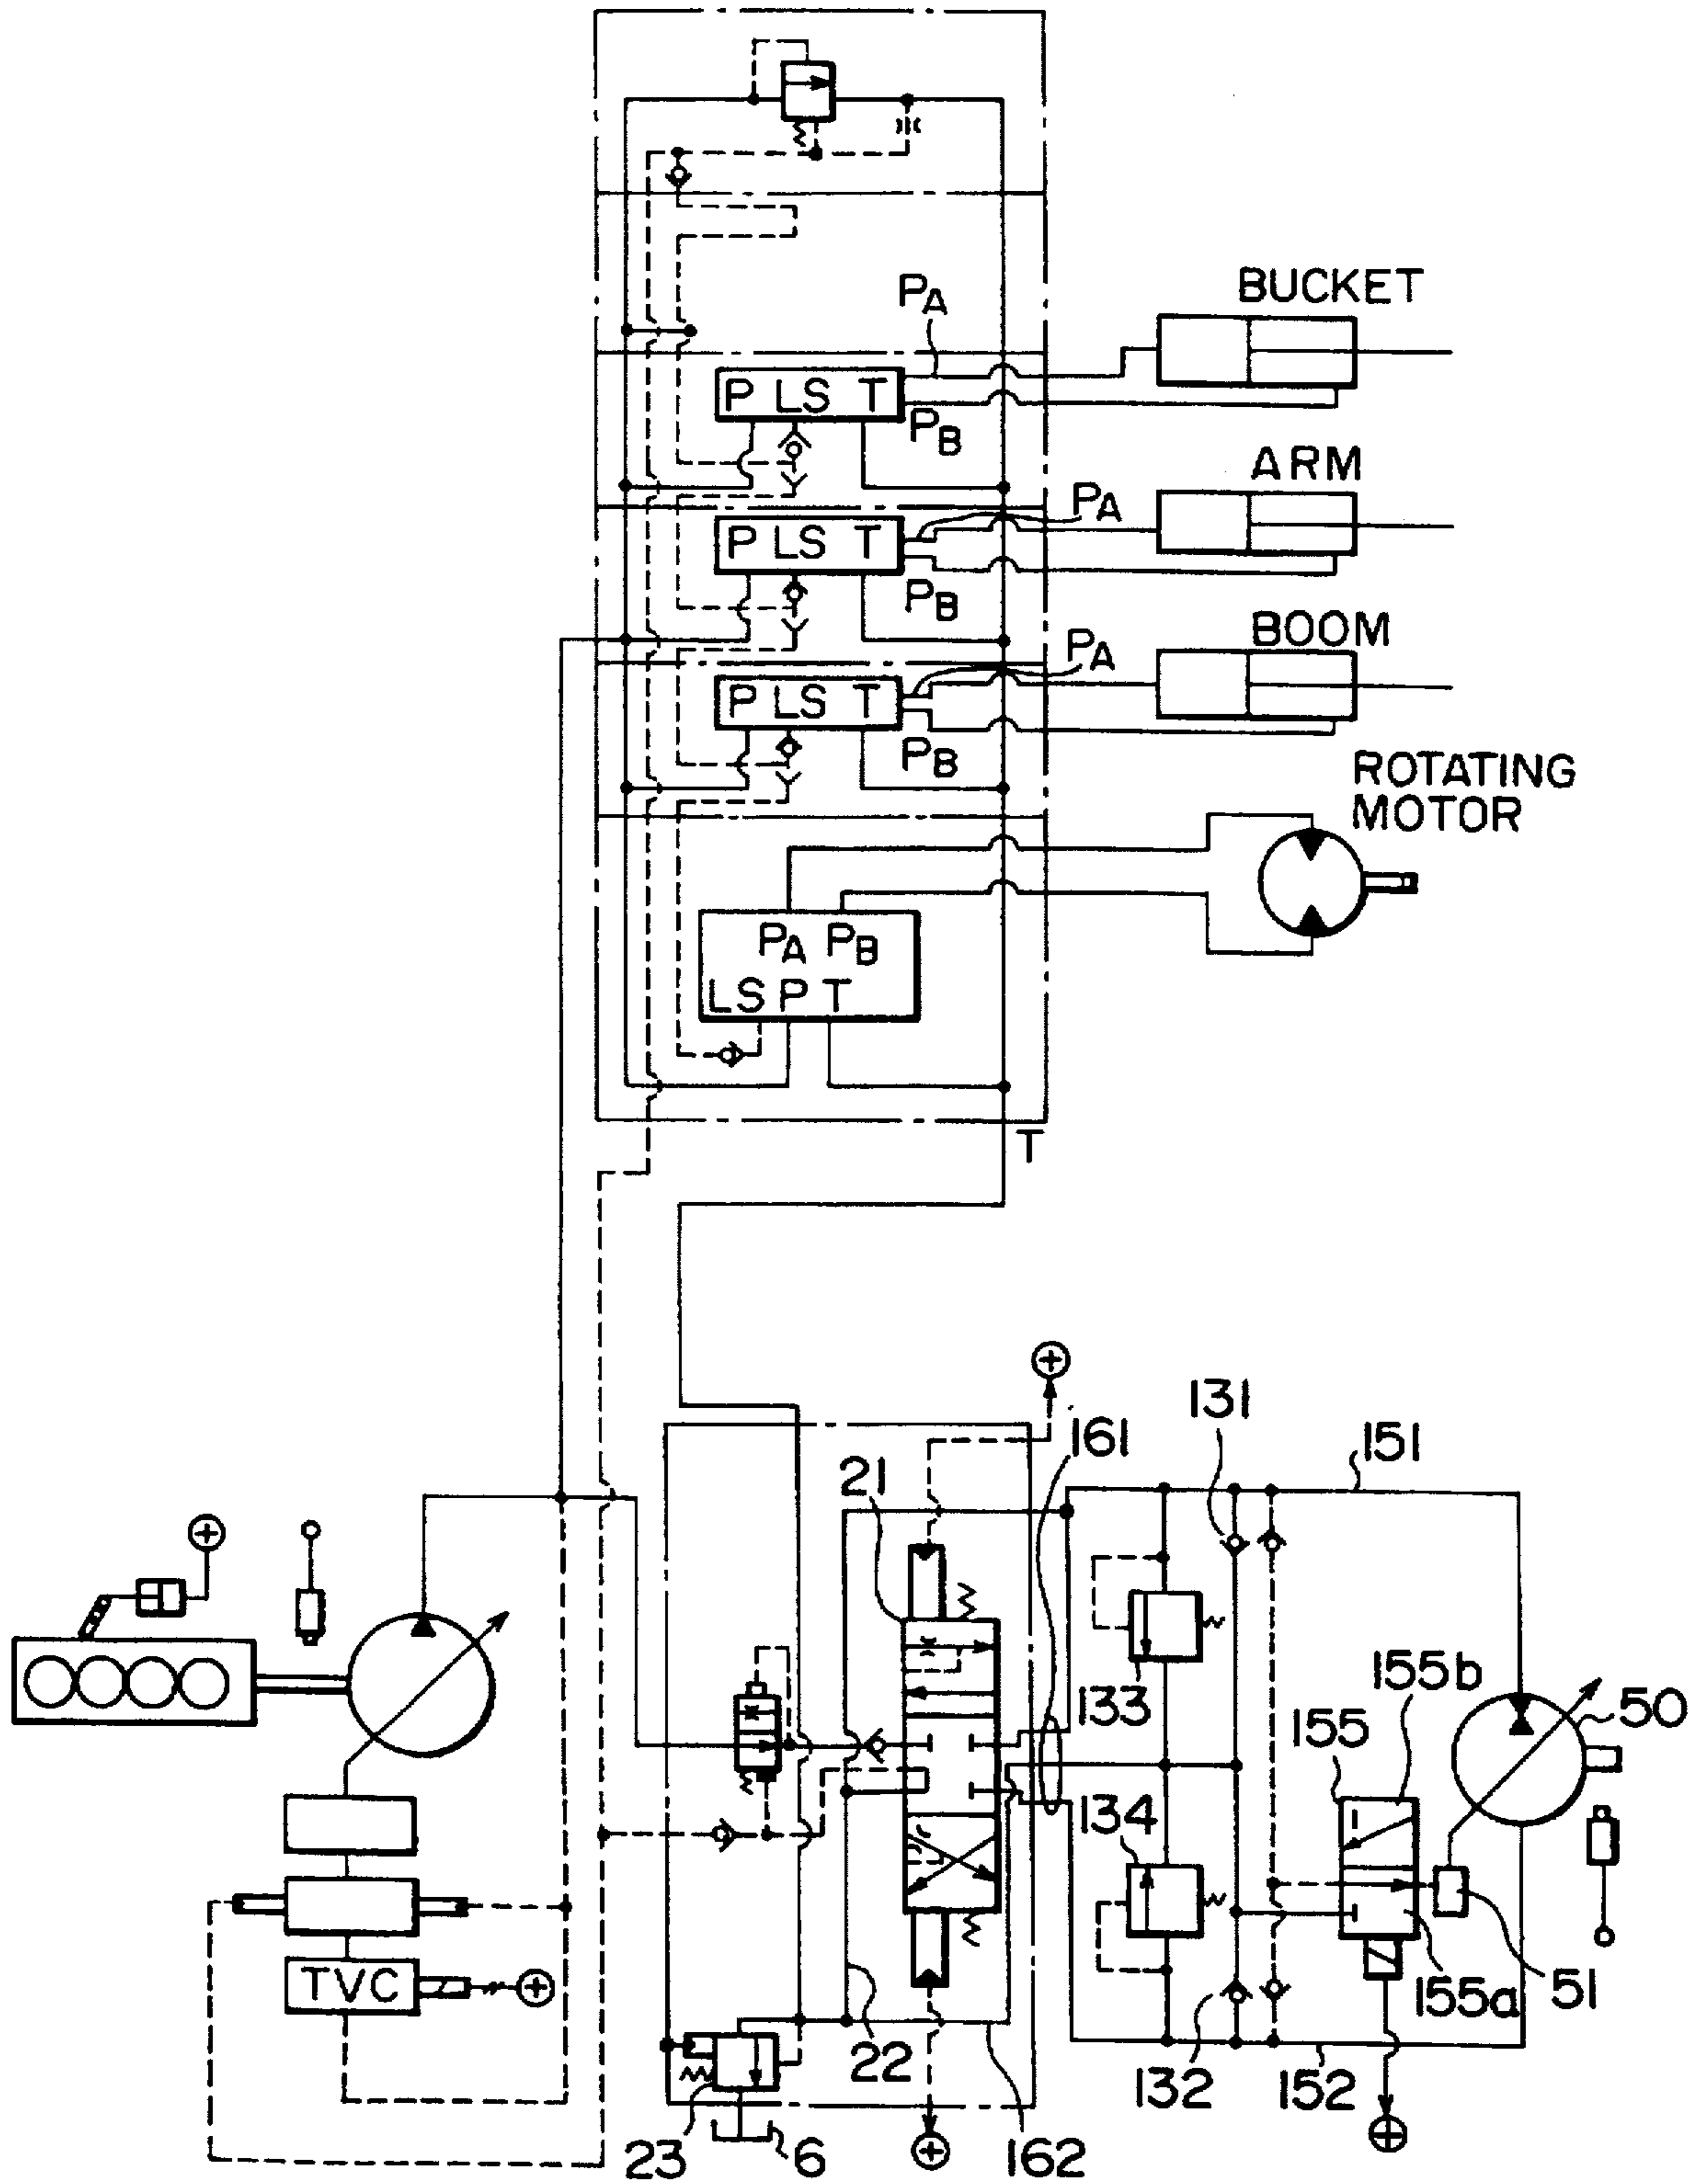 BUCKET
PA
P LS T
PB
ARM
PA
P LS T
PB
BOOM
PA
P LS T
PB
ROTATING
MOTOR
PA PB
LS P T
T
131
161
151
21
155b
133
155
50
134
TVC
155a
51
22
132
152
23
6
162